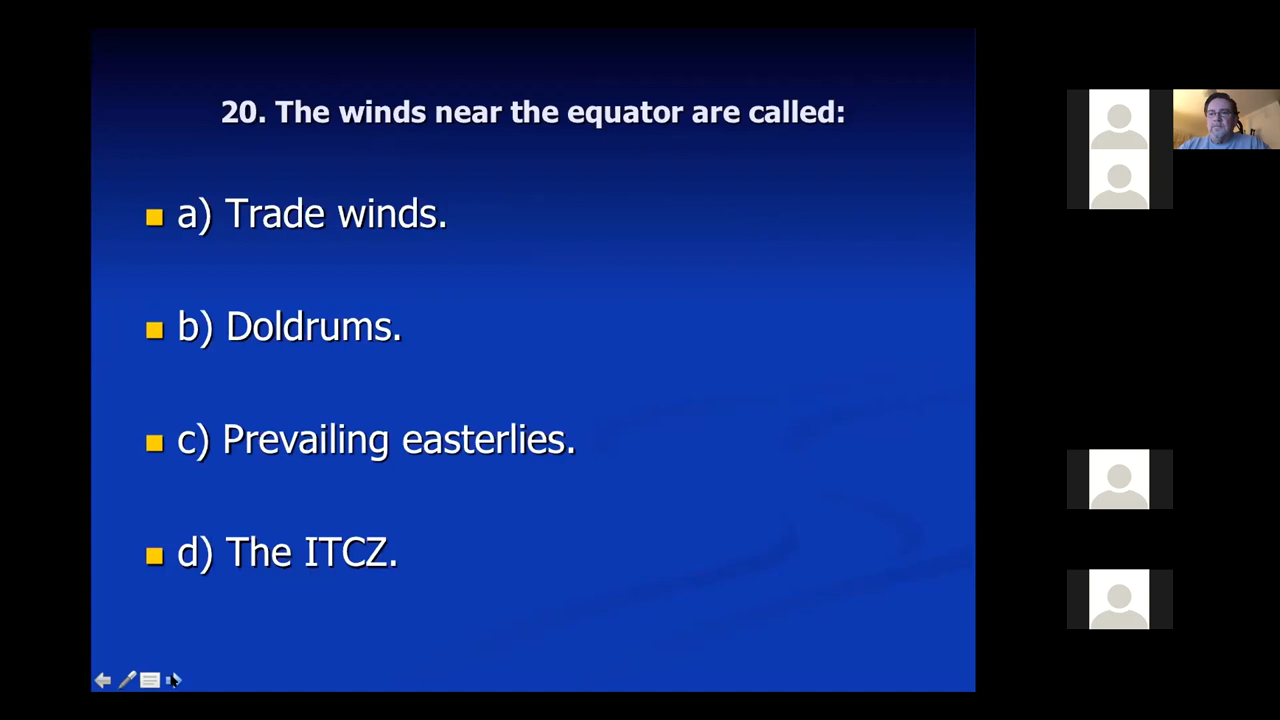 20. The winds near the equator are called:
a) Trade winds.
b) Doldrums.
c) Prevailing easterlies.
d) The ITCZ.